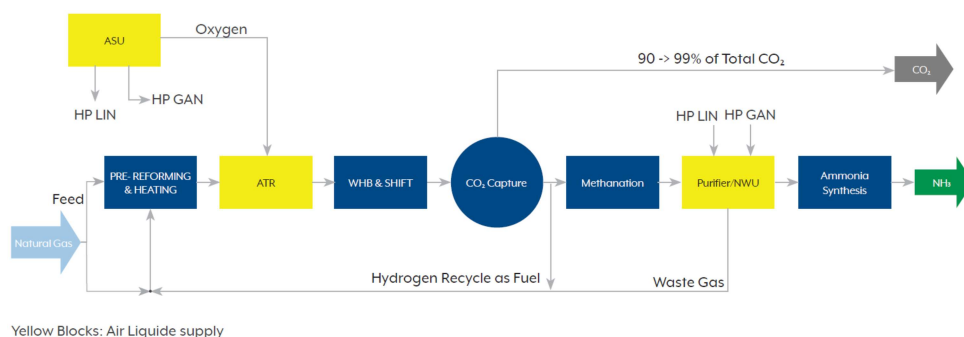 ASU
Oxygen
HP LIN
HP GAN
90 -> 99% of Total CO₂
CO₂
HP LIN
HP GAN
PRE- REFORMING
& HEATING
ATR
WHB & SHIFT
CO₂ Capture
Methanation
Purifier/NWU
Ammonia
Synthesis
NH₃
Feed
Natural Gas
Hydrogen Recycle as Fuel
Waste Gas
Yellow Blocks: Air Liquide supply